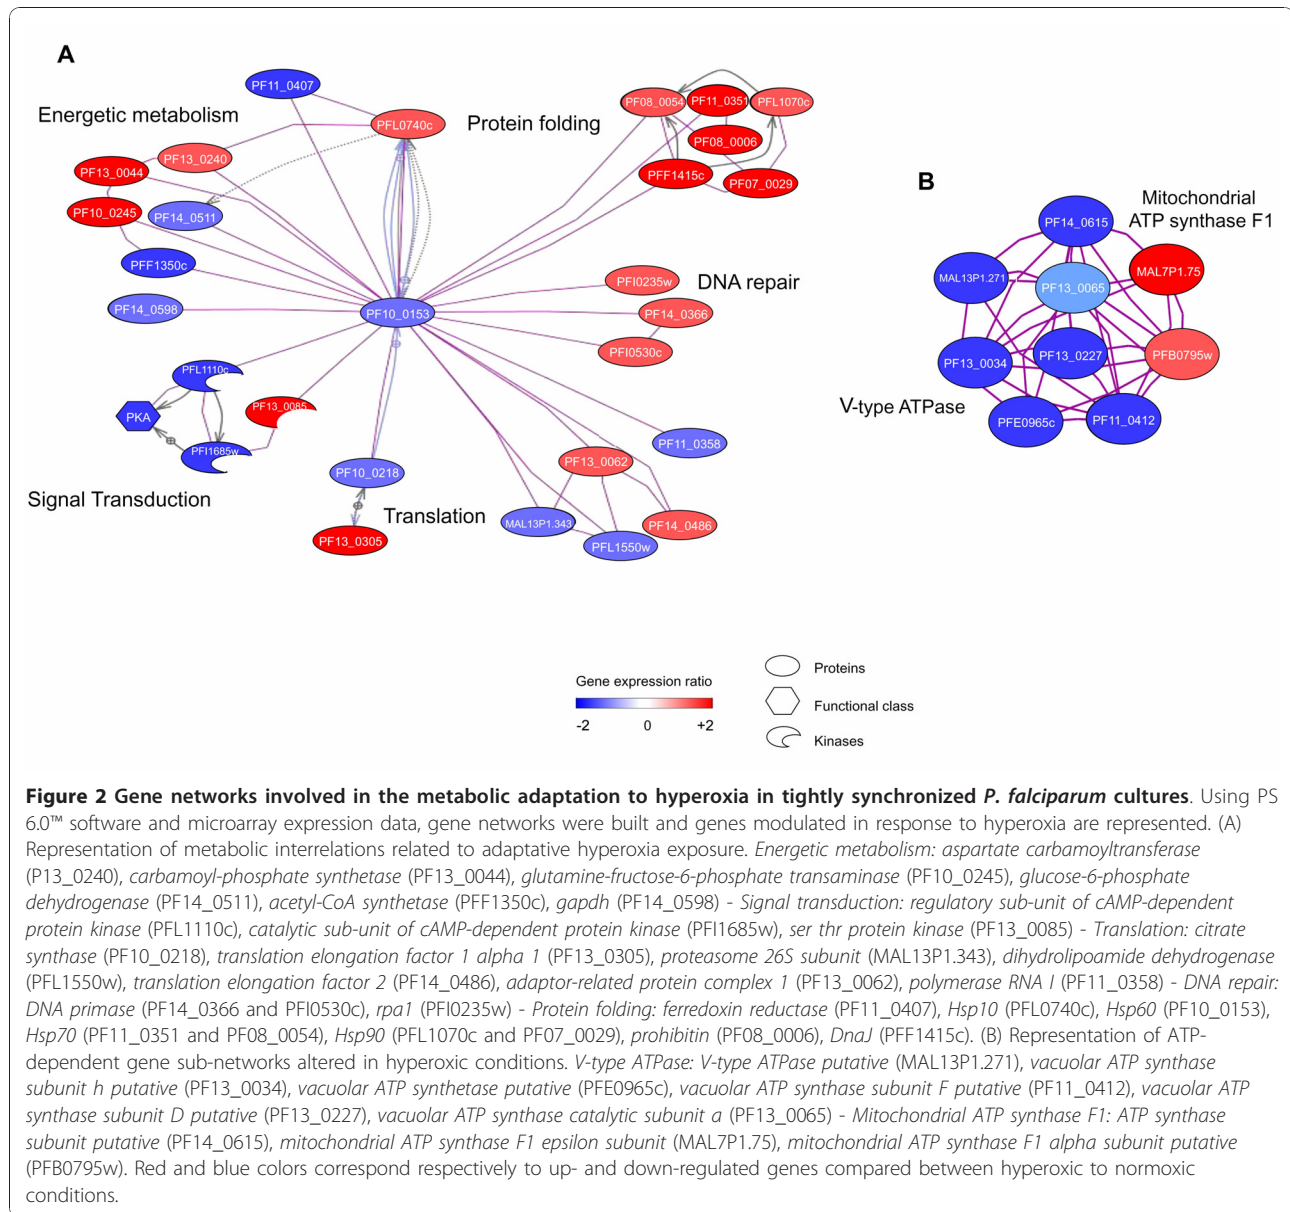 A
PF11_0407
Energetic metabolism
PFL0740c
Protein folding
PF08_0054
PF11_0351
PFL1070c
PF08_0006
PFF1415c
PF07_0029
PF13_0240
PF13_0044
PF10_0245
PF14_0511
PFF1350c
PF14_0598
PF10_0153
PFI0235w
DNA repair
PF14_0366
PFI0530c
PFL1110c
PKA
PF13_0085
PFI1685w
Signal Transduction
PF10_0218
Translation
PF13_0305
PF11_0358
PF13_0062
MAL13P1.343
PF14_0486
PFL1550w
B
Mitochondrial
ATP synthase F1
PF14_0615
MAL13P1.271
PF13_0065
MAL7P1.75
PF13_0034
PF13_0227
PFB0795w
V-type ATPase
PFE0965c
PF11_0412
Gene expression ratio
-2 0 +2
Proteins
Functional class
Kinases
Figure 2 Gene networks involved in the metabolic adaptation to hyperoxia in tightly synchronized P. falciparum cultures. Using PS
6.0™ software and microarray expression data, gene networks were built and genes modulated in response to hyperoxia are represented. (A)
Representation of metabolic interrelations related to adaptative hyperoxia exposure. Energetic metabolism: aspartate carbamoyltransferase
(P13_0240), carbamoyl-phosphate synthetase (PF13_0044), glutamine-fructose-6-phosphate transaminase (PF10_0245), glucose-6-phosphate
dehydrogenase (PF14_0511), acetyl-CoA synthetase (PFF1350c), gapdh (PF14_0598) - Signal transduction: regulatory sub-unit of cAMP-dependent
protein kinase (PFL1110c), catalytic sub-unit of cAMP-dependent protein kinase (PFI1685w), ser thr protein kinase (PF13_0085) - Translation: citrate
synthase (PF10_0218), translation elongation factor 1 alpha 1 (PF13_0305), proteasome 26S subunit (MAL13P1.343), dihydrolipoamide dehydrogenase
(PFL1550w), translation elongation factor 2 (PF14_0486), adaptor-related protein complex 1 (PF13_0062), polymerase RNA I (PF11_0358) - DNA repair:
DNA primase (PF14_0366 and PFI0530c), rpa1 (PFI0235w) - Protein folding: ferredoxin reductase (PF11_0407), Hsp10 (PFL0740c), Hsp60 (PF10_0153),
Hsp70 (PF11_0351 and PF08_0054), Hsp90 (PFL1070c and PF07_0029), prohibitin (PF08_0006), DnaJ (PFF1415c). (B) Representation of ATP-
dependent gene sub-networks altered in hyperoxic conditions. V-type ATPase: V-type ATPase putative (MAL13P1.271), vacuolar ATP synthase
subunit h putative (PF13_0034), vacuolar ATP synthetase putative (PFE0965c), vacuolar ATP synthase subunit F putative (PF11_0412), vacuolar ATP
synthase subunit D putative (PF13_0227), vacuolar ATP synthase catalytic subunit a (PF13_0065) - Mitochondrial ATP synthase F1: ATP synthase
subunit putative (PF14_0615), mitochondrial ATP synthase F1 epsilon subunit (MAL7P1.75), mitochondrial ATP synthase F1 alpha subunit putative
(PFB0795w). Red and blue colors correspond respectively to up- and down-regulated genes compared between hyperoxic to normoxic
conditions.